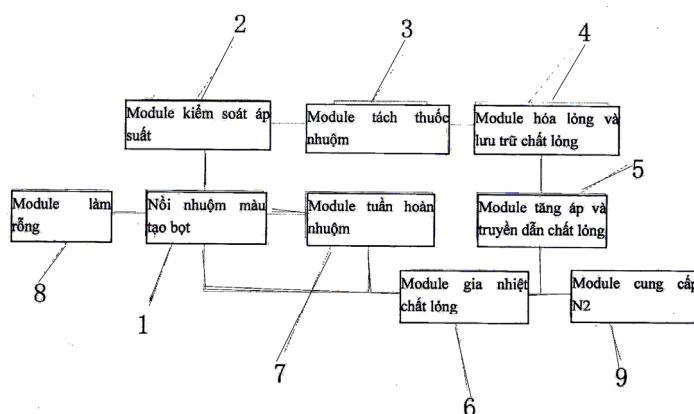 2
3
4
Module kiểm soát áp
suất
Module tách thuốc
nhuộm
Module hóa lỏng và
lưu trữ chất lỏng
5
Module làm
rỗng
Nồi nhuộm màu
tạo bọt
Module tuần hoàn
nhuộm
Module tăng áp và
truyền dẫn chất lỏng
Module gia nhiệt
chất lỏng
Module cung cấp
N2
8
1
7
6
9